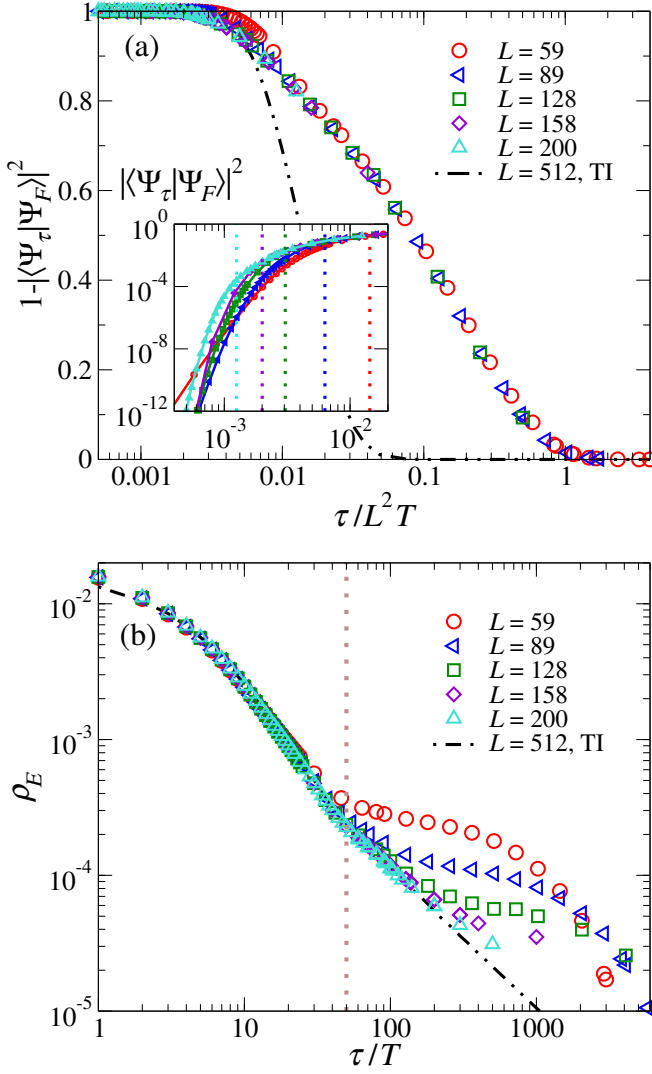 (a)
L = 59
L = 89
L = 128
L = 158
L = 200
L = 512, TI
1-|⟨Ψτ|ΨF⟩|²
1
0.8
0.6
0.4
0.2
0
|⟨Ψτ|ΨF⟩|²
10⁰
10⁻⁴
10⁻⁸
10⁻¹²
10⁻³
10⁻²
0.001
0.01
0.1
1
τ/L²T
(b)
L = 59
L = 89
L = 128
L = 158
L = 200
L = 512, TI
ρE
10⁻²
10⁻³
10⁻⁴
10⁻⁵
1
10
100
1000
τ/T